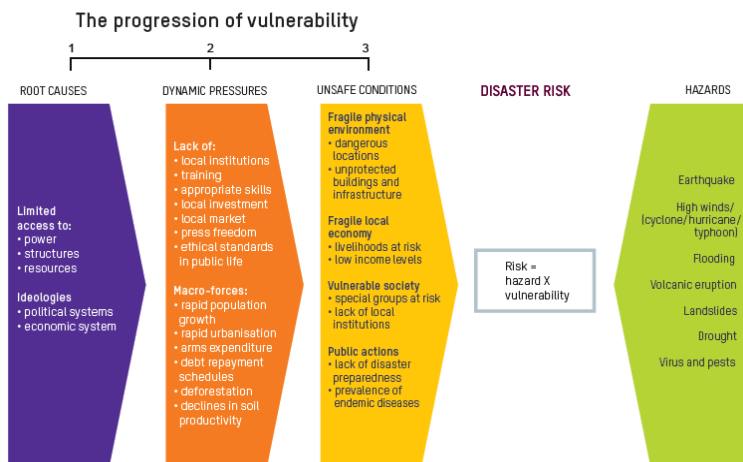 The progression of vulnerability
1
2
3
ROOT CAUSES
Limited
access to:
• power
• structures
• resources
Ideologies
• political systems
• economic system
DYNAMIC PRESSURES
Lack of:
• local institutions
• training
• appropriate skills
• local investment
• local market
• press freedom
• ethical standards
in public life
Macro-forces:
• rapid population
growth
• rapid urbanisation
• arms expenditure
• debt repayment
schedules
• deforestation
• declines in soil
productivity
UNSAFE CONDITIONS
Fragile physical
environment
• dangerous
locations
• unprotected
buildings and
infrastructure
Fragile local
economy
• livelihoods at risk
• low income levels
Vulnerable society
• special groups at risk
• lack of local
institutions
Public actions
• lack of disaster
preparedness
• prevalence of
endemic diseases
DISASTER RISK
Risk =
hazard X
vulnerability
HAZARDS
Earthquake
High winds/
(cyclone/hurricane/
typhoon)
Flooding
Volcanic eruption
Landslides
Drought
Virus and pests